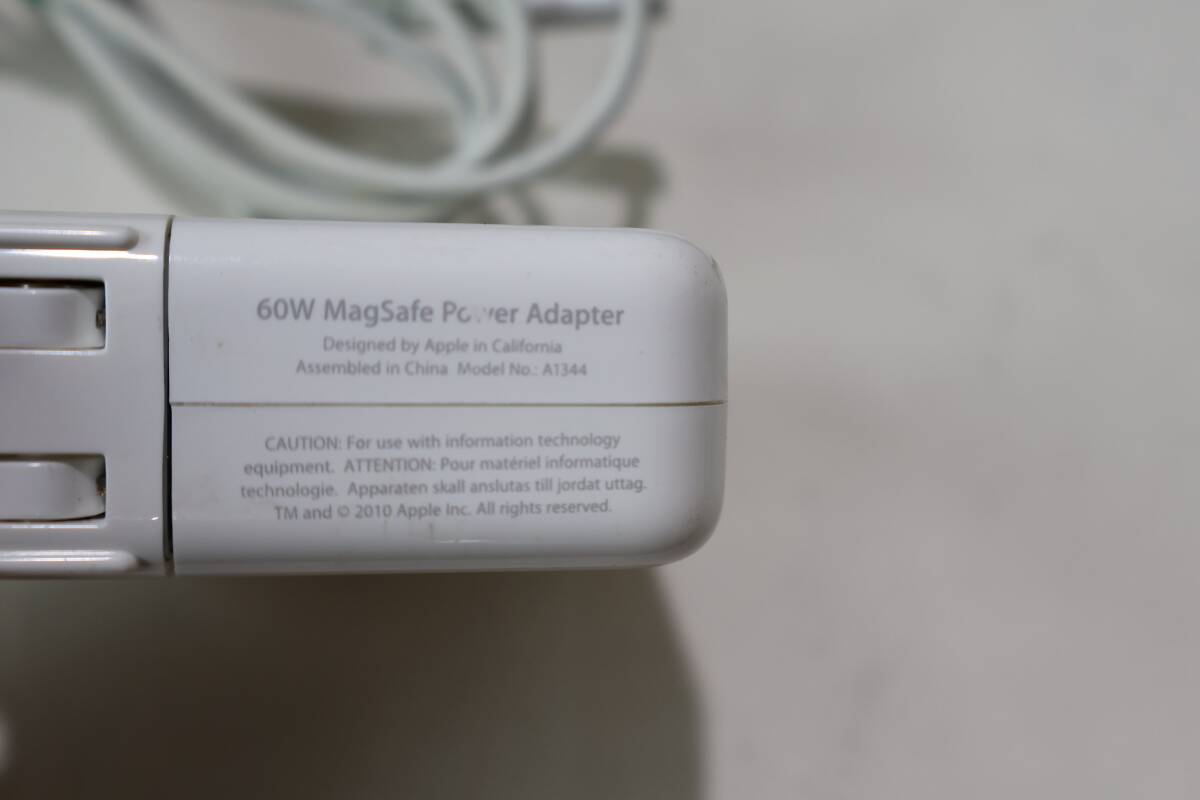 60W MagSafe Power Adapter
Designed by Apple in California
Assembled in China Model No.: A1344
CAUTION: For use with information technology
equipment. ATTENTION: Pour matériel informatique
technologie. Apparaten skall anslutas till jordat uttag.
TM and © 2010 Apple Inc. All rights reserved.